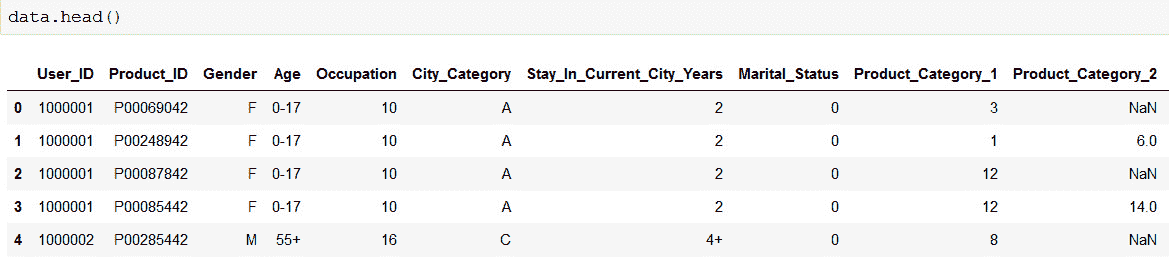 data.head()
User_ID Product_ID Gender Age Occupation City_Category Stay_In_Current_City_Years Marital_Status Product_Category_1 Product_Category_2
0 1000001 P00069042 F 0-17 10 A 2 0 3 NaN
1 1000001 P00248942 F 0-17 10 A 2 0 1 6.0
2 1000001 P00087842 F 0-17 10 A 2 0 12 NaN
3 1000001 P00085442 F 0-17 10 A 2 0 12 14.0
4 1000002 P00285442 M 55+ 16 C 4+ 0 8 NaN